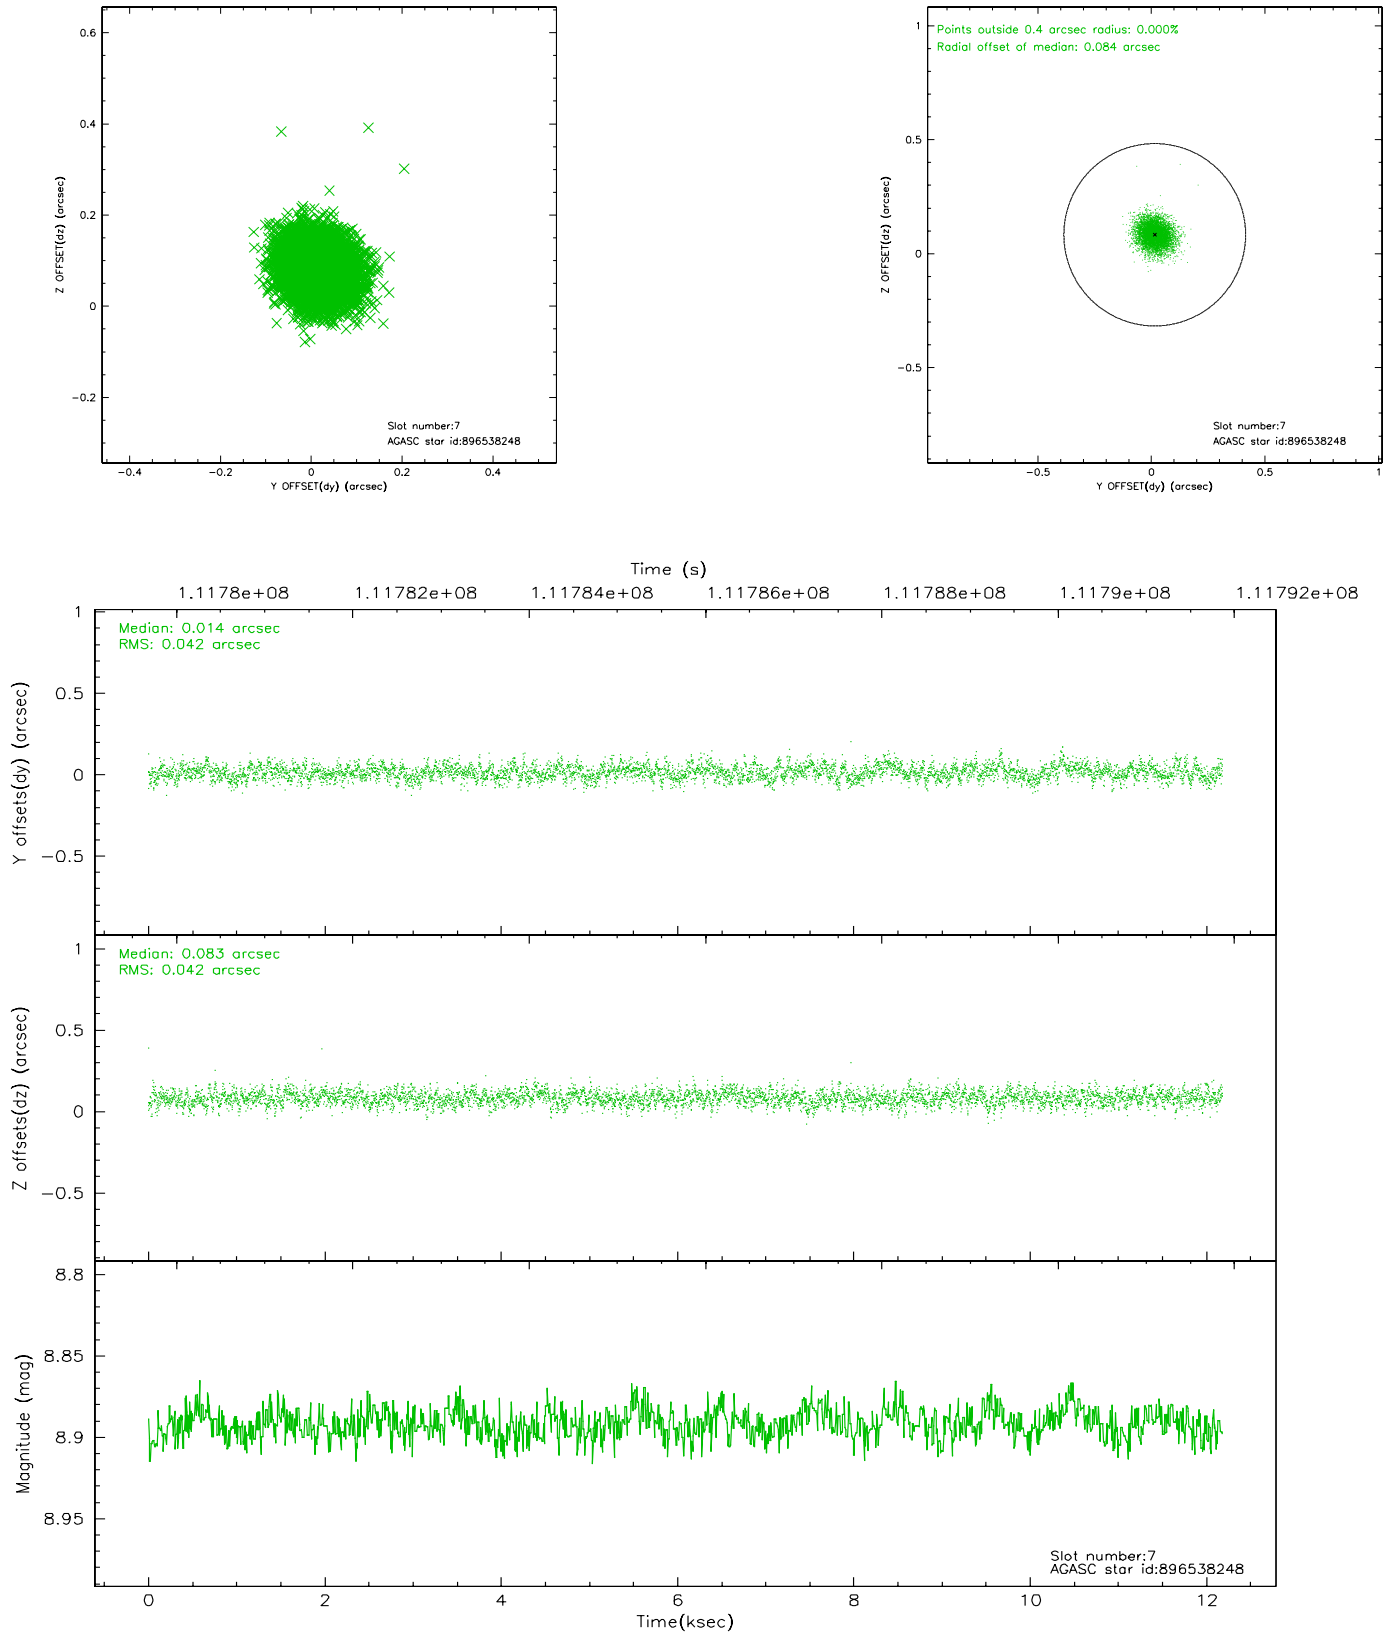 0.6
0.4
0.2
0
-0.2
Z OFFSET(dz) (arcsec)
Slot number:7
AGASC star id:896538248
-0.4 -0.2 0 0.2 0.4
Y OFFSET(dy) (arcsec)
Points outside 0.4 arcsec radius: 0.000%
Radial offset of median: 0.084 arcsec
1
0.5
0
-0.5
Z OFFSET(dz) (arcsec)
Slot number:7
AGASC star id:896538248
-0.5 0 0.5 1
Y OFFSET(dy) (arcsec)
Time (s)
1.1178e+08 1.11782e+08 1.11784e+08 1.11786e+08 1.11788e+08 1.1179e+08 1.11792e+08
Median: 0.014 arcsec
RMS: 0.042 arcsec
1
0.5
0
-0.5
Y offsets(dy) (arcsec)
Median: 0.083 arcsec
RMS: 0.042 arcsec
1
0.5
0
-0.5
Z offsets(dz) (arcsec)
8.8
8.85
8.9
8.95
Magnitude (mag)
Slot number:7
AGASC star id:896538248
0 2 4 6 8 10 12
Time(ksec)